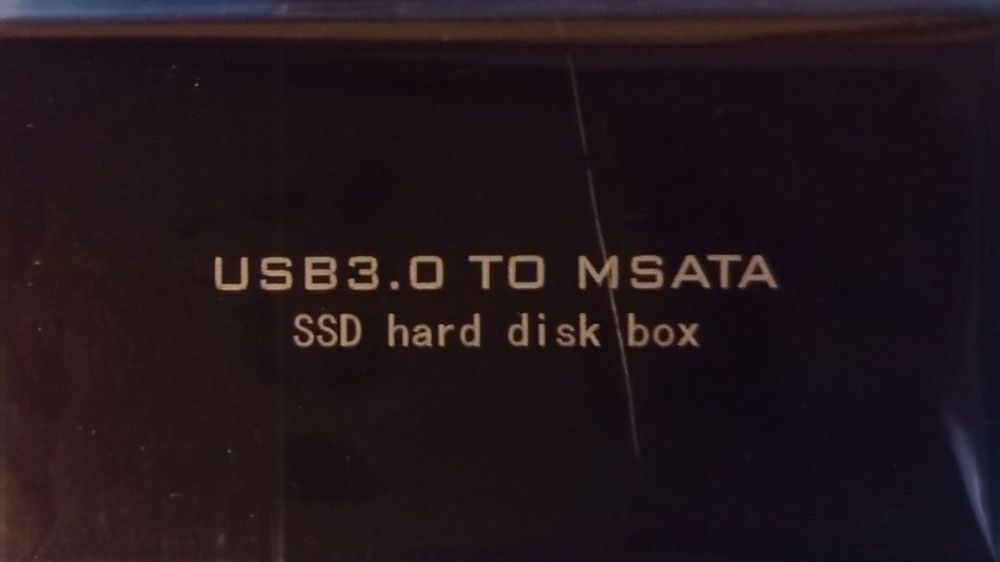 USB3.0 TO MSATA
SSD hard disk box